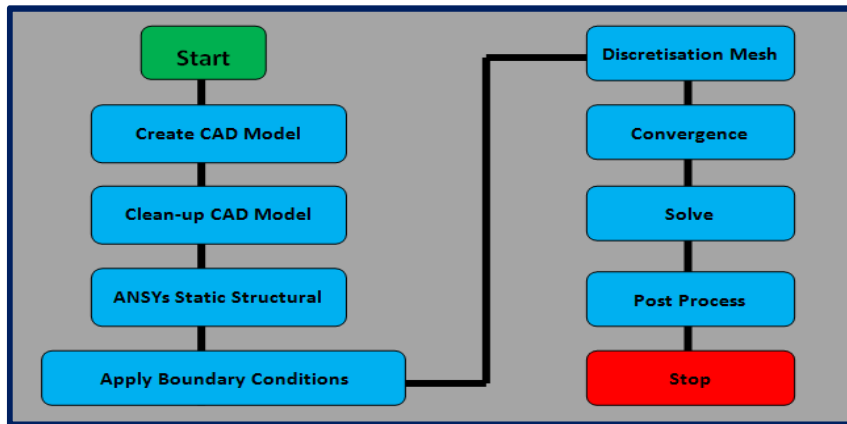 Start
Create CAD Model
Clean-up CAD Model
ANSYs Static Structural
Apply Boundary Conditions
Discretisation Mesh
Convergence
Solve
Post Process
Stop